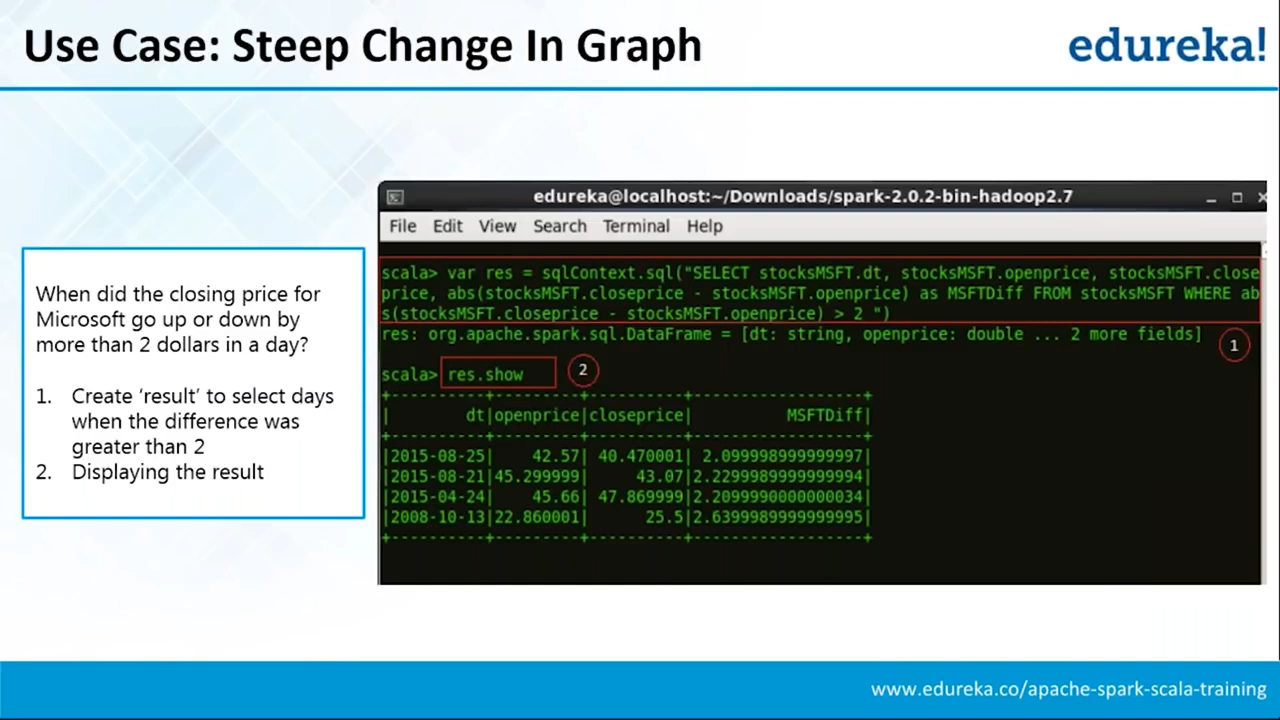 Use Case: Steep Change In Graph
edureka!
When did the closing price for
Microsoft go up or down by
more than 2 dollars in a day?
1. Create ‘result’ to select days
when the difference was
greater than 2
2. Displaying the result
edureka@localhost:~/Downloads/spark-2.0.2-bin-hadoop2.7
File Edit View Search Terminal Help
scala> var res = sqlContext.sql("SELECT stocksMSFT.dt, stocksMSFT.openprice, stocksMSFT.close
price, abs(stocksMSFT.closeprice - stocksMSFT.openprice) as MSFTDiff FROM stocksMSFT WHERE ab
s(stocksMSFT.closeprice - stocksMSFT.openprice) > 2 ")
res: org.apache.spark.sql.DataFrame = [dt: string, openprice: double ... 2 more fields]
1
scala> res.show
2
+----------+---------+----------+------------------+
|        dt|openprice|closeprice|          MSFTDiff|
+----------+---------+----------+------------------+
|2015-08-25|    42.57| 40.470001| 2.099998999999997|
|2015-08-21|45.299999|     43.07|2.2299989999999994|
|2015-04-24|    45.66| 47.869999|2.2099990000000034|
|2008-10-13|22.860001|      25.5|2.6399989999999995|
+----------+---------+----------+------------------+
www.edureka.co/apache-spark-scala-training